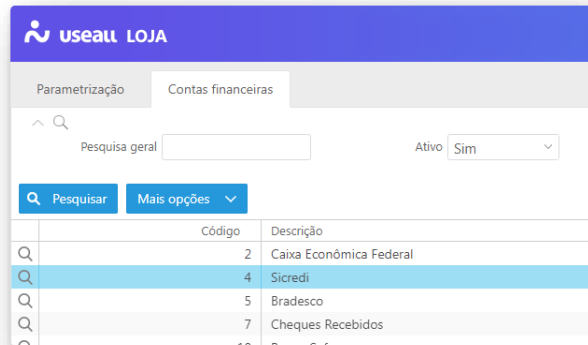 useall LOJA
Parametrização Contas financeiras
Pesquisa geral Ativo Sim
Pesquisar Mais opções
Código Descrição
2 Caixa Econômica Federal
4 Sicredi
5 Bradesco
7 Cheques Recebidos